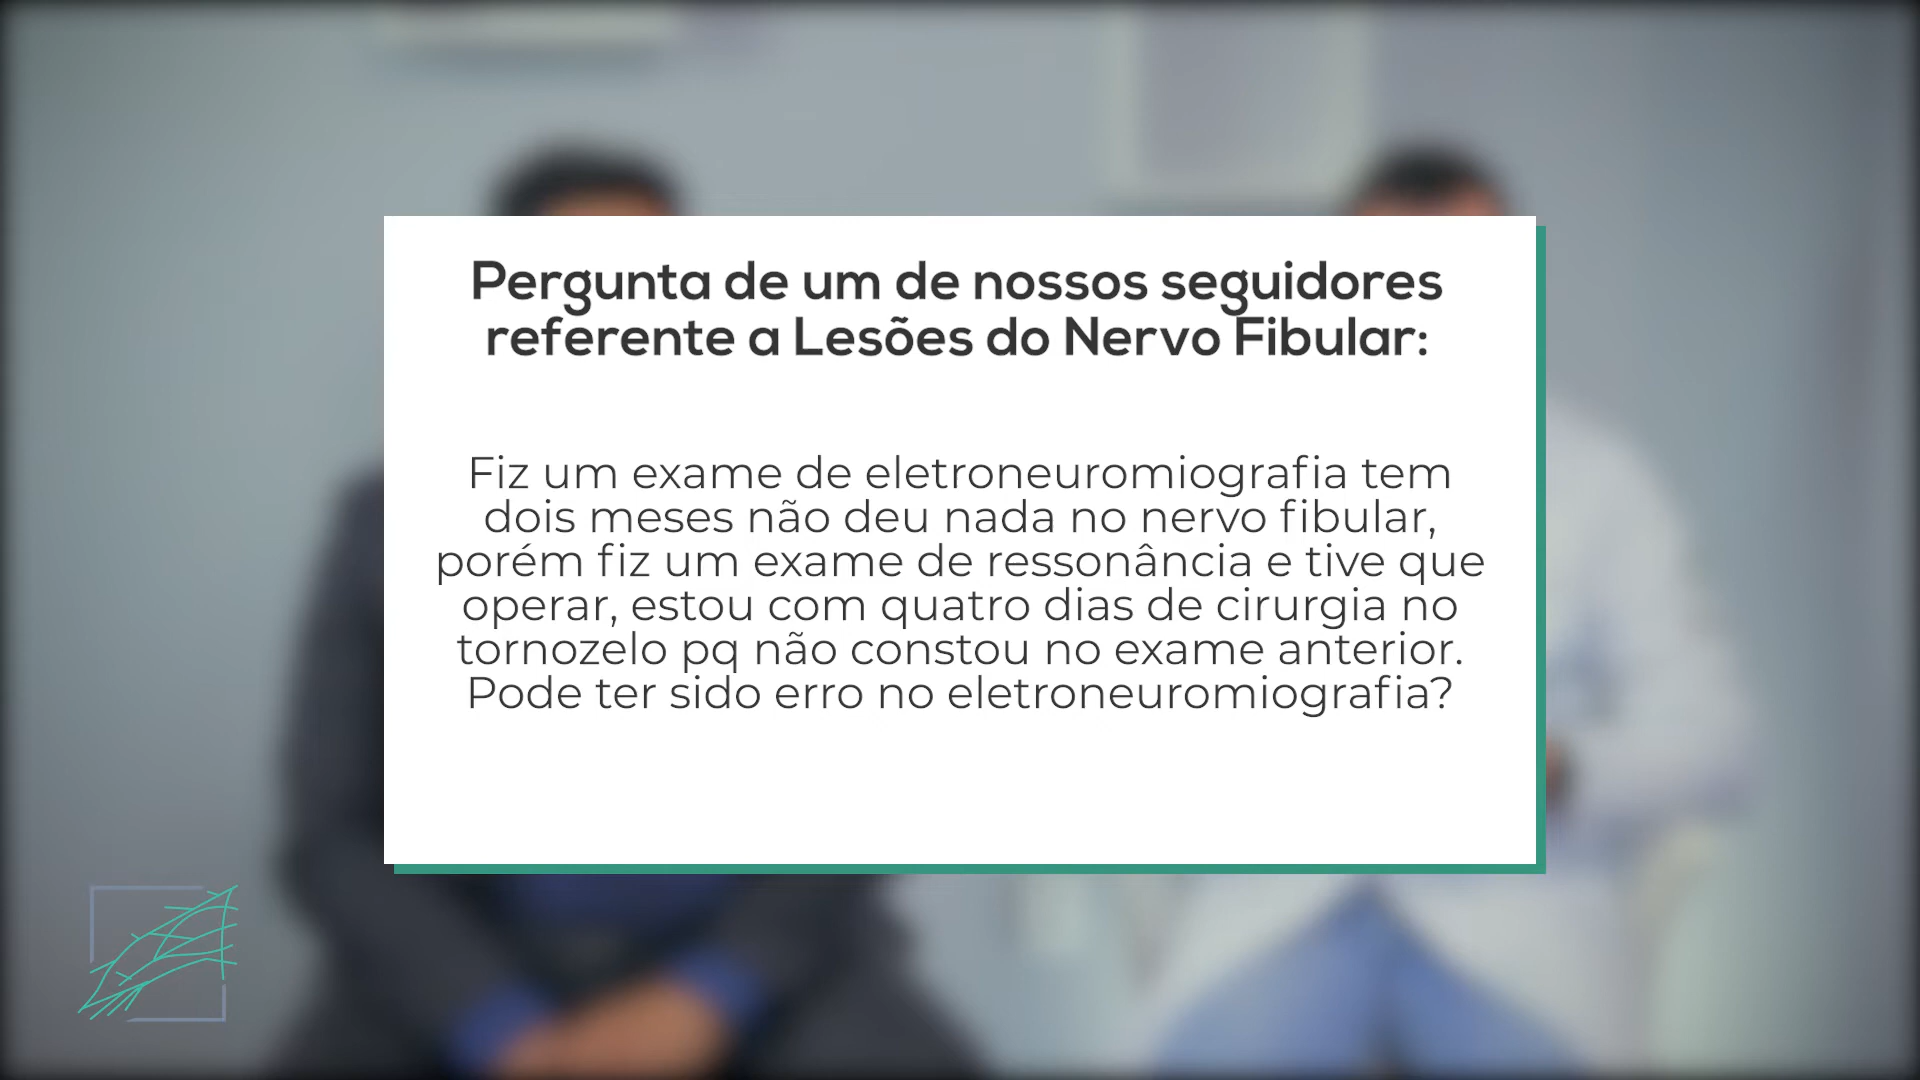 Pergunta de um de nossos seguidores
referente a Lesões do Nervo Fibular:
Fiz um exame de eletroneuromiografia tem
dois meses não deu nada no nervo fibular,
porém fiz um exame de ressonância e tive que
operar, estou com quatro dias de cirurgia no
tornozelo pq não constou no exame anterior.
Pode ter sido erro no eletroneuromiografia?